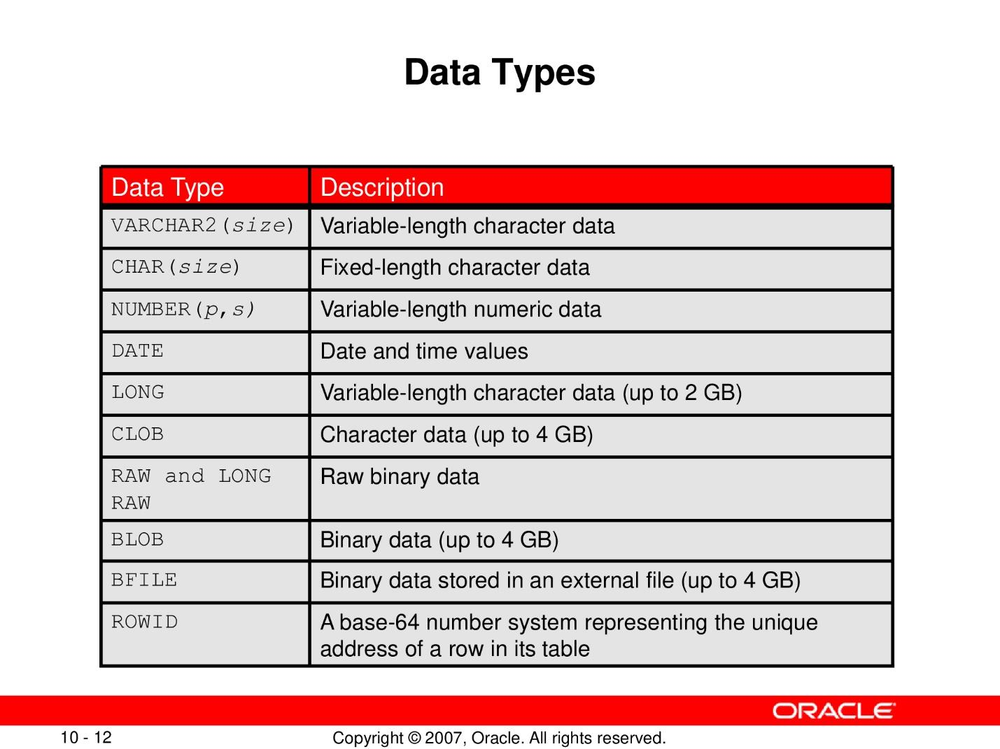 Data Types
Data Type
Description
VARCHAR2(size)
Variable-length character data
CHAR(size)
Fixed-length character data
NUMBER(p,s)
Variable-length numeric data
DATE
Date and time values
LONG
Variable-length character data (up to 2 GB)
CLOB
Character data (up to 4 GB)
RAW and LONG
RAW
Raw binary data
BLOB
Binary data (up to 4 GB)
BFILE
Binary data stored in an external file (up to 4 GB)
ROWID
A base-64 number system representing the unique
address of a row in its table
ORACLE
10 - 12
Copyright © 2007, Oracle. All rights reserved.